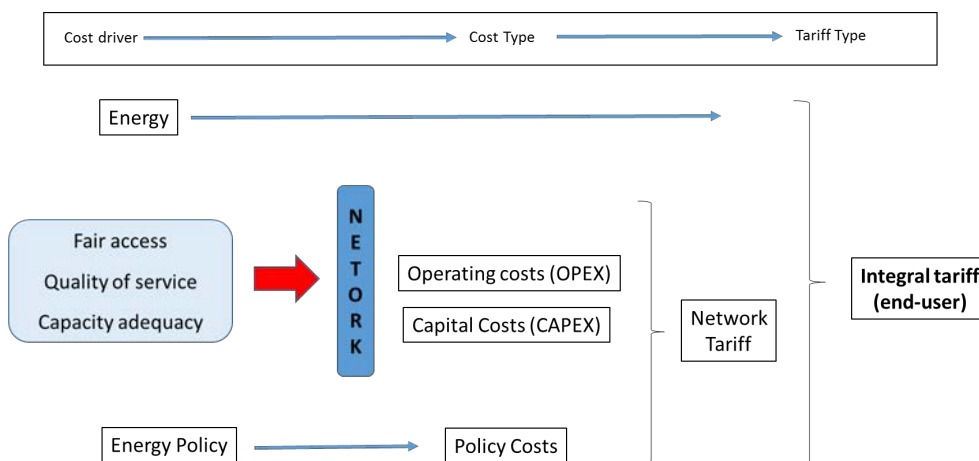 Cost driver
Cost Type
Tariff Type
Energy
Fair access
Quality of service
Capacity adequacy
NETORK
Operating costs (OPEX)
Capital Costs (CAPEX)
Network
Tariff
Integral tariff
(end-user)
Energy Policy
Policy Costs